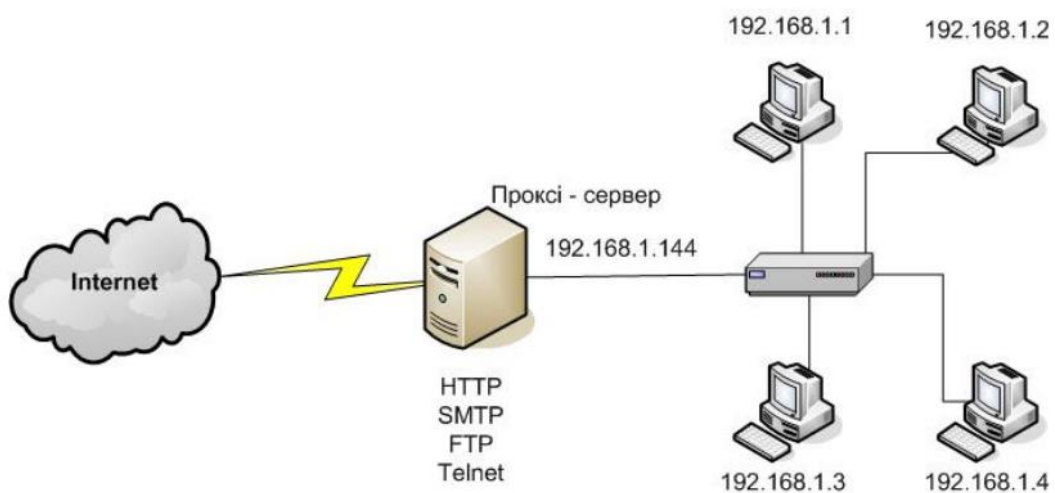 192.168.1.1
192.168.1.2
Проксі - сервер
192.168.1.144
Internet
HTTP
SMTP
FTP
Telnet
192.168.1.3
192.168.1.4